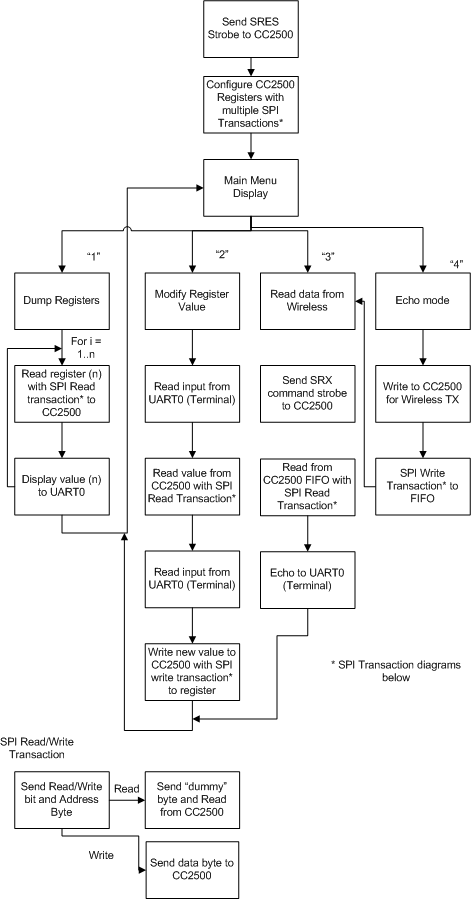 Send SRES
Strobe to CC2500
Configure CC2500
Registers with
multiple SPI
Transactions*
Main Menu
Display
“1”
“2”
“3”
“4”
Dump Registers
Modify Register
Value
Read data from
Wireless
Echo mode
For i =
1..n
Read register (n)
with SPI Read
transaction* to
CC2500
Read input from
UART0 (Terminal)
Send SRX
command strobe
to CC2500
Write to CC2500
for Wireless TX
Display value (n)
to UART0
Read value from
CC2500 with SPI
Read Transaction*
Read from
CC2500 FIFO with
SPI Read
Transaction*
SPI Write
Transaction* to
FIFO
Read input from
UART0 (Terminal)
Echo to UART0
(Terminal)
Write new value to
CC2500 with SPI
write transaction*
to register
* SPI Transaction diagrams
below
SPI Read/Write
Transaction
Send Read/Write
bit and Address
Byte
Read
Send “dummy”
byte and Read
from CC2500
Write
Send data byte to
CC2500